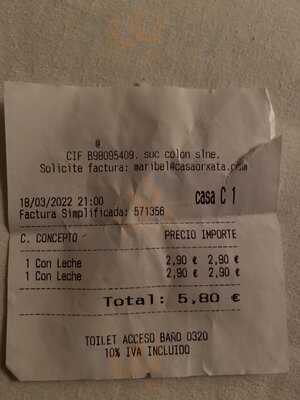 @
CIF B98095409. suc colon slne.
Solicite factura: maribel@casaorxata.com
18/03/2022 21:00 Casa C 1
Factura Simplificada: 571356
C. CONCEPTO PRECIO IMPORTE
1 Con Leche 2,90 € 2,90 €
1 Con Leche 2,90 € 2,90 €
Total: 5,80 €
TOILET ACCESO BAÑO 0320
10% IVA INCLUIDO